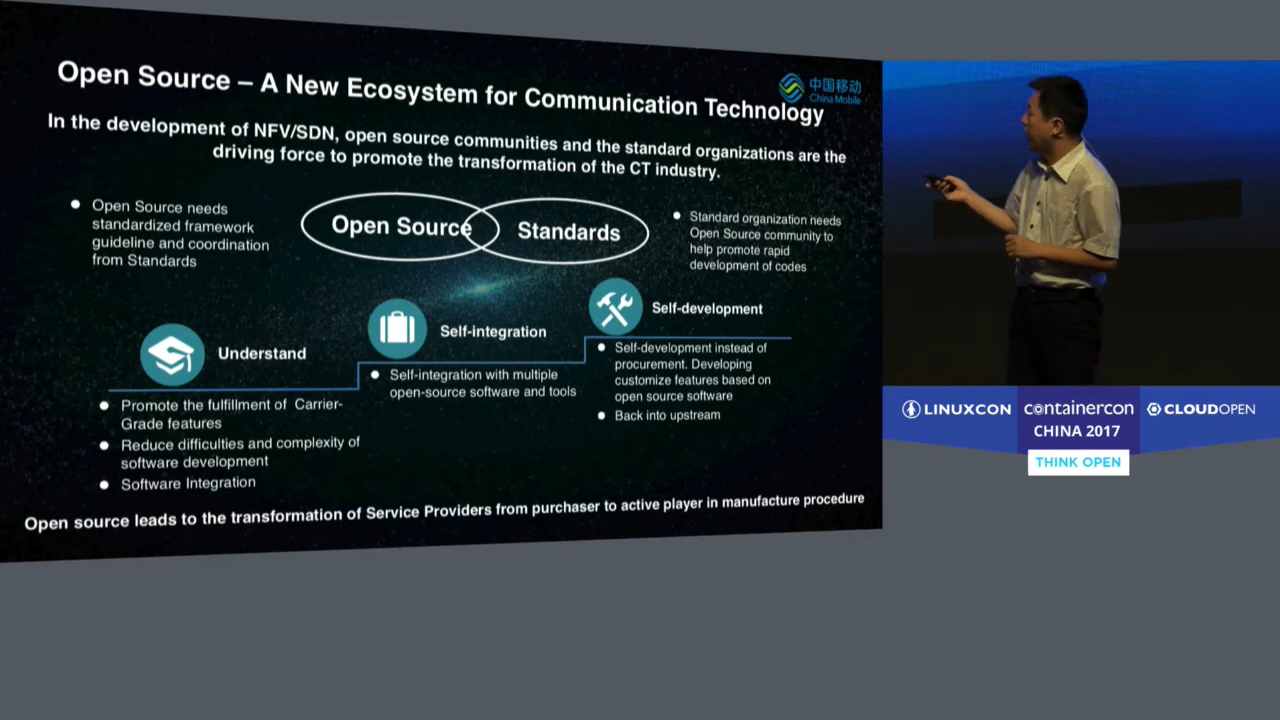 Open Source – A New Ecosystem for Communication Technology
中国移动
China Mobile
In the development of NFV/SDN, open source communities and the standard organizations are the
driving force to promote the transformation of the CT industry.
Open Source needs
standardized framework
guideline and coordination
from Standards
Open Source
Standards
Standard organization needs
Open Source community to
help promote rapid
development of codes
Understand
Promote the fulfillment of Carrier-
Grade features
Reduce difficulties and complexity of
software development
Software Integration
Self-integration
Self-integration with multiple
open-source software and tools
Self-development
Self-development instead of
procurement. Developing
customize features based on
open source software
Back into upstream
Open source leads to the transformation of Service Providers from purchaser to active player in manufacture procedure
LINUXCON
containercon
CLOUDOPEN
CHINA 2017
THINK OPEN